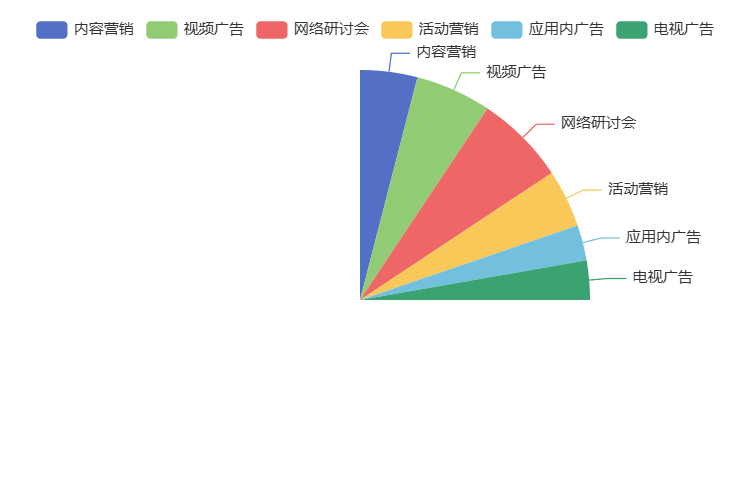 内容营销 视频广告 网络研讨会 活动营销 应用内广告 电视广告
内容营销
视频广告
网络研讨会
活动营销
应用内广告
电视广告